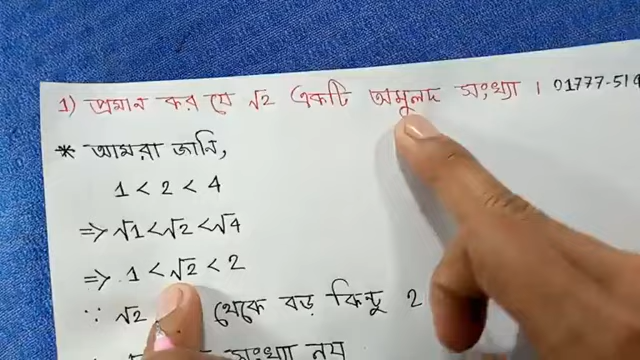 1) প্রমান কর যে √2 একটি অমূলদ সংখ্যা । 01777-519
* আমরা জানি,
1 < 2 < 4
⇒ √1 < √2 < √4
⇒ 1 < √2 < 2
∵ √2 থেকে বড় কিন্তু 2
সংখ্যা নয়